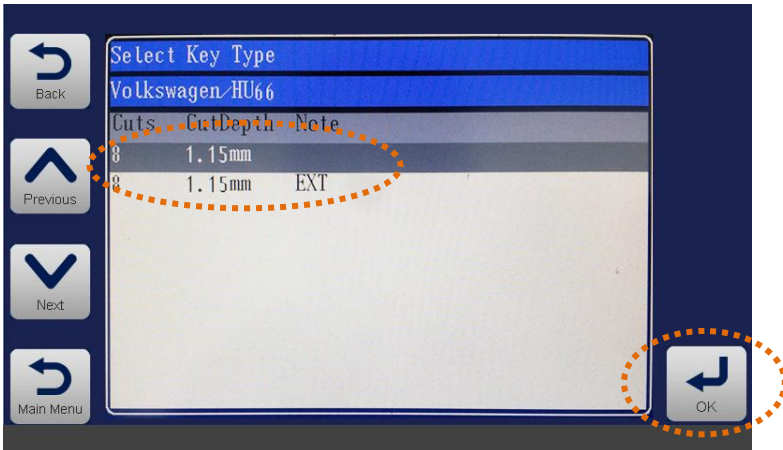 Select Key Type
Volkswagen/HU66
Cuts CutDepth Note
8 1.15mm
8 1.15mm EXT
Back
Previous
Next
Main Menu
OK